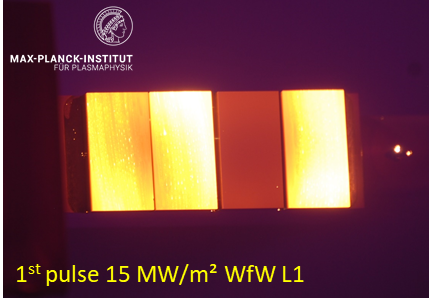 MAX-PLANCK-INSTITUT
FÜR PLASMAPHYSIK
1st pulse 15 MW/m² WfW L1